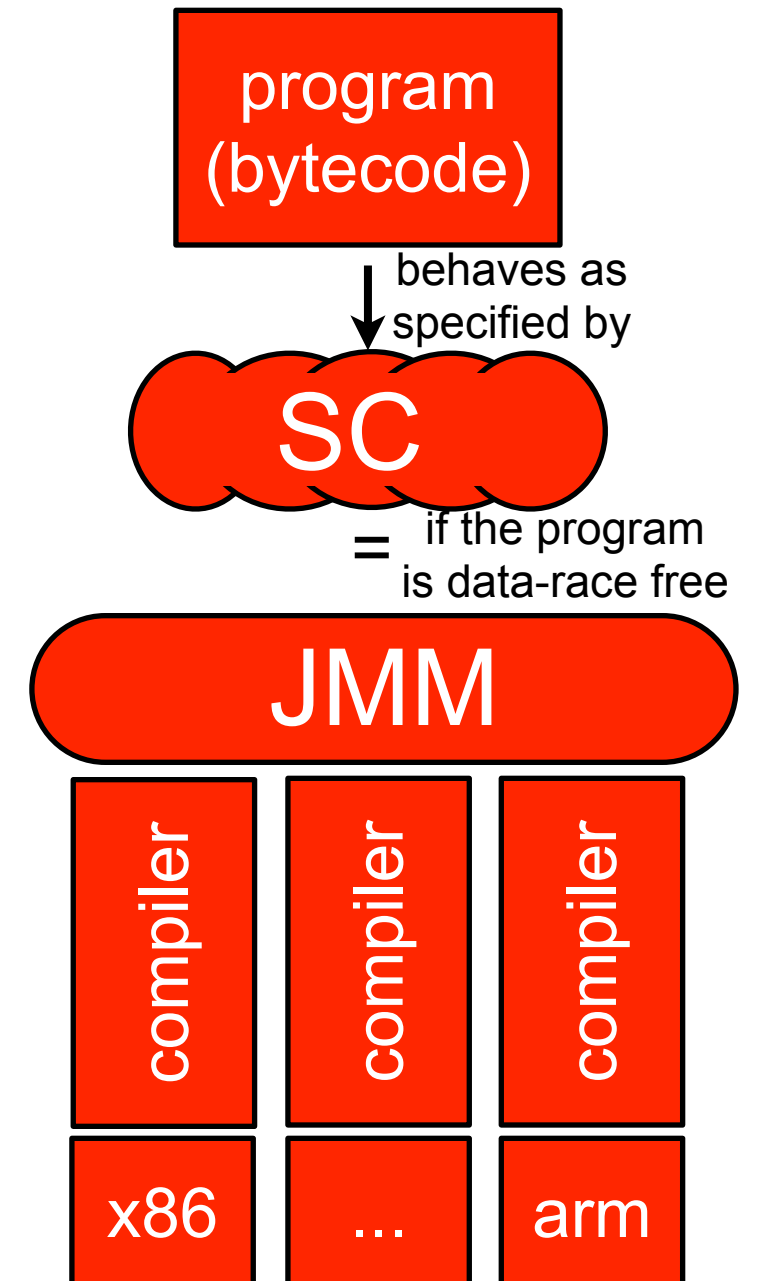 program
(bytecode)
behaves as
specified by
SC
= if the program
is data-race free
JMM
compiler
compiler
compiler
x86
...
arm